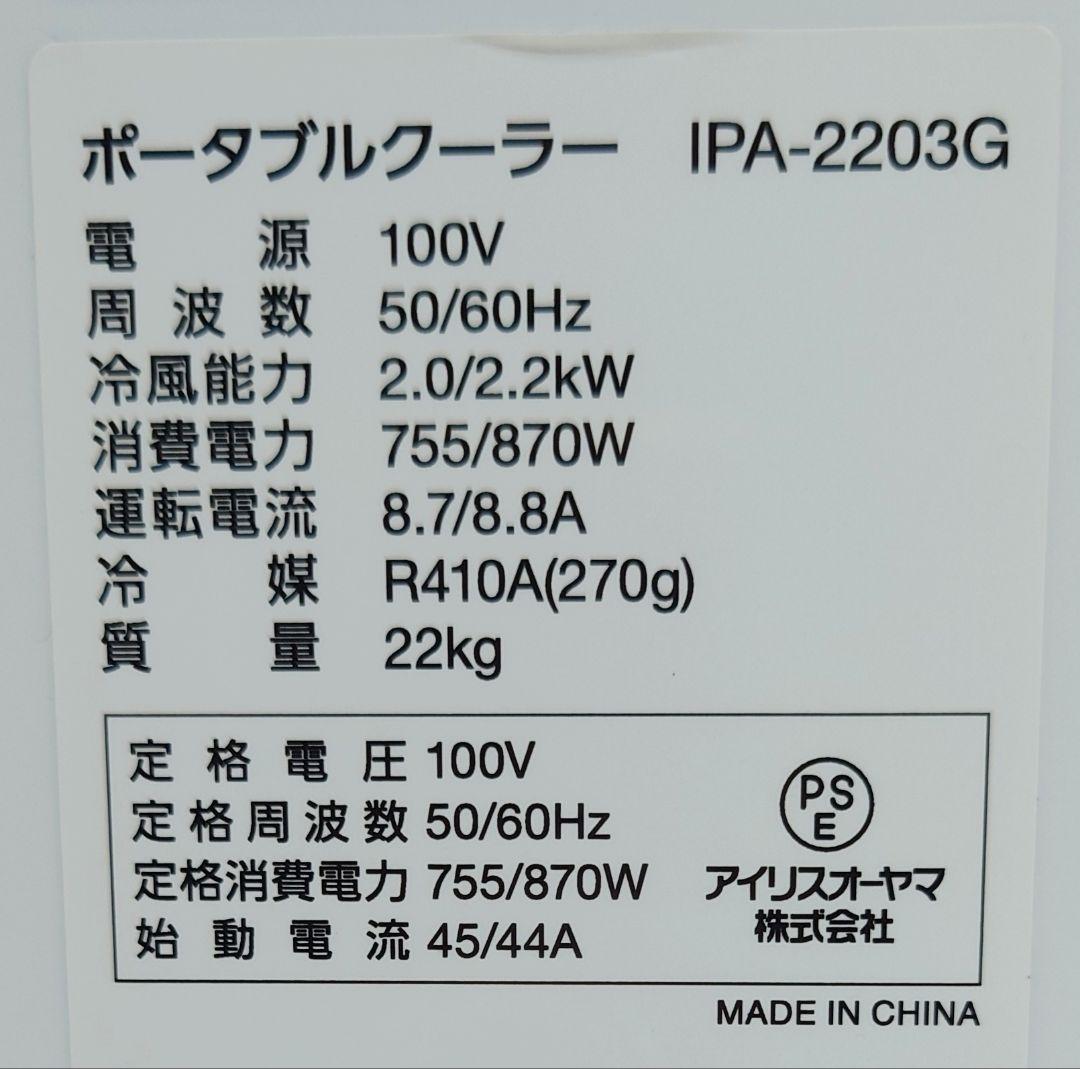 ポータブルクーラー IPA-2203G
電源 100V
周波数 50/60Hz
冷風能力 2.0/2.2kW
消費電力 755/870W
運転電流 8.7/8.8A
冷媒 R410A(270g)
質量 22kg
定格電圧 100V
定格周波数 50/60Hz
定格消費電力 755/870W
始動電流 45/44A
PS
E
アイリスオーヤマ
株式会社
MADE IN CHINA